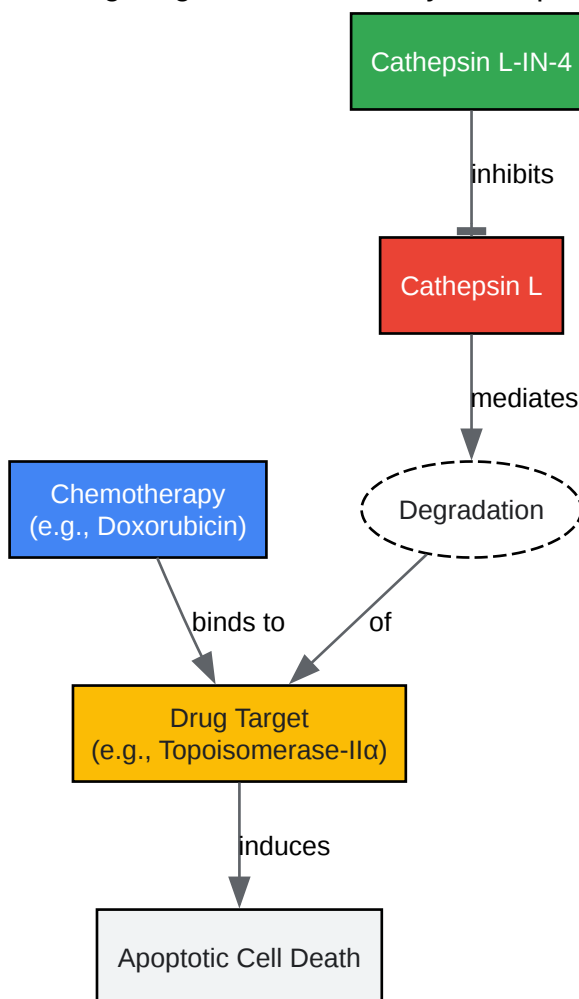 Cathepsin L-IN-4
inhibits
Cathepsin L
mediates
Chemotherapy
(e.g., Doxorubicin)
Degradation
binds to
of
Drug Target
(e.g., Topoisomerase-IIα)
induces
Apoptotic Cell Death